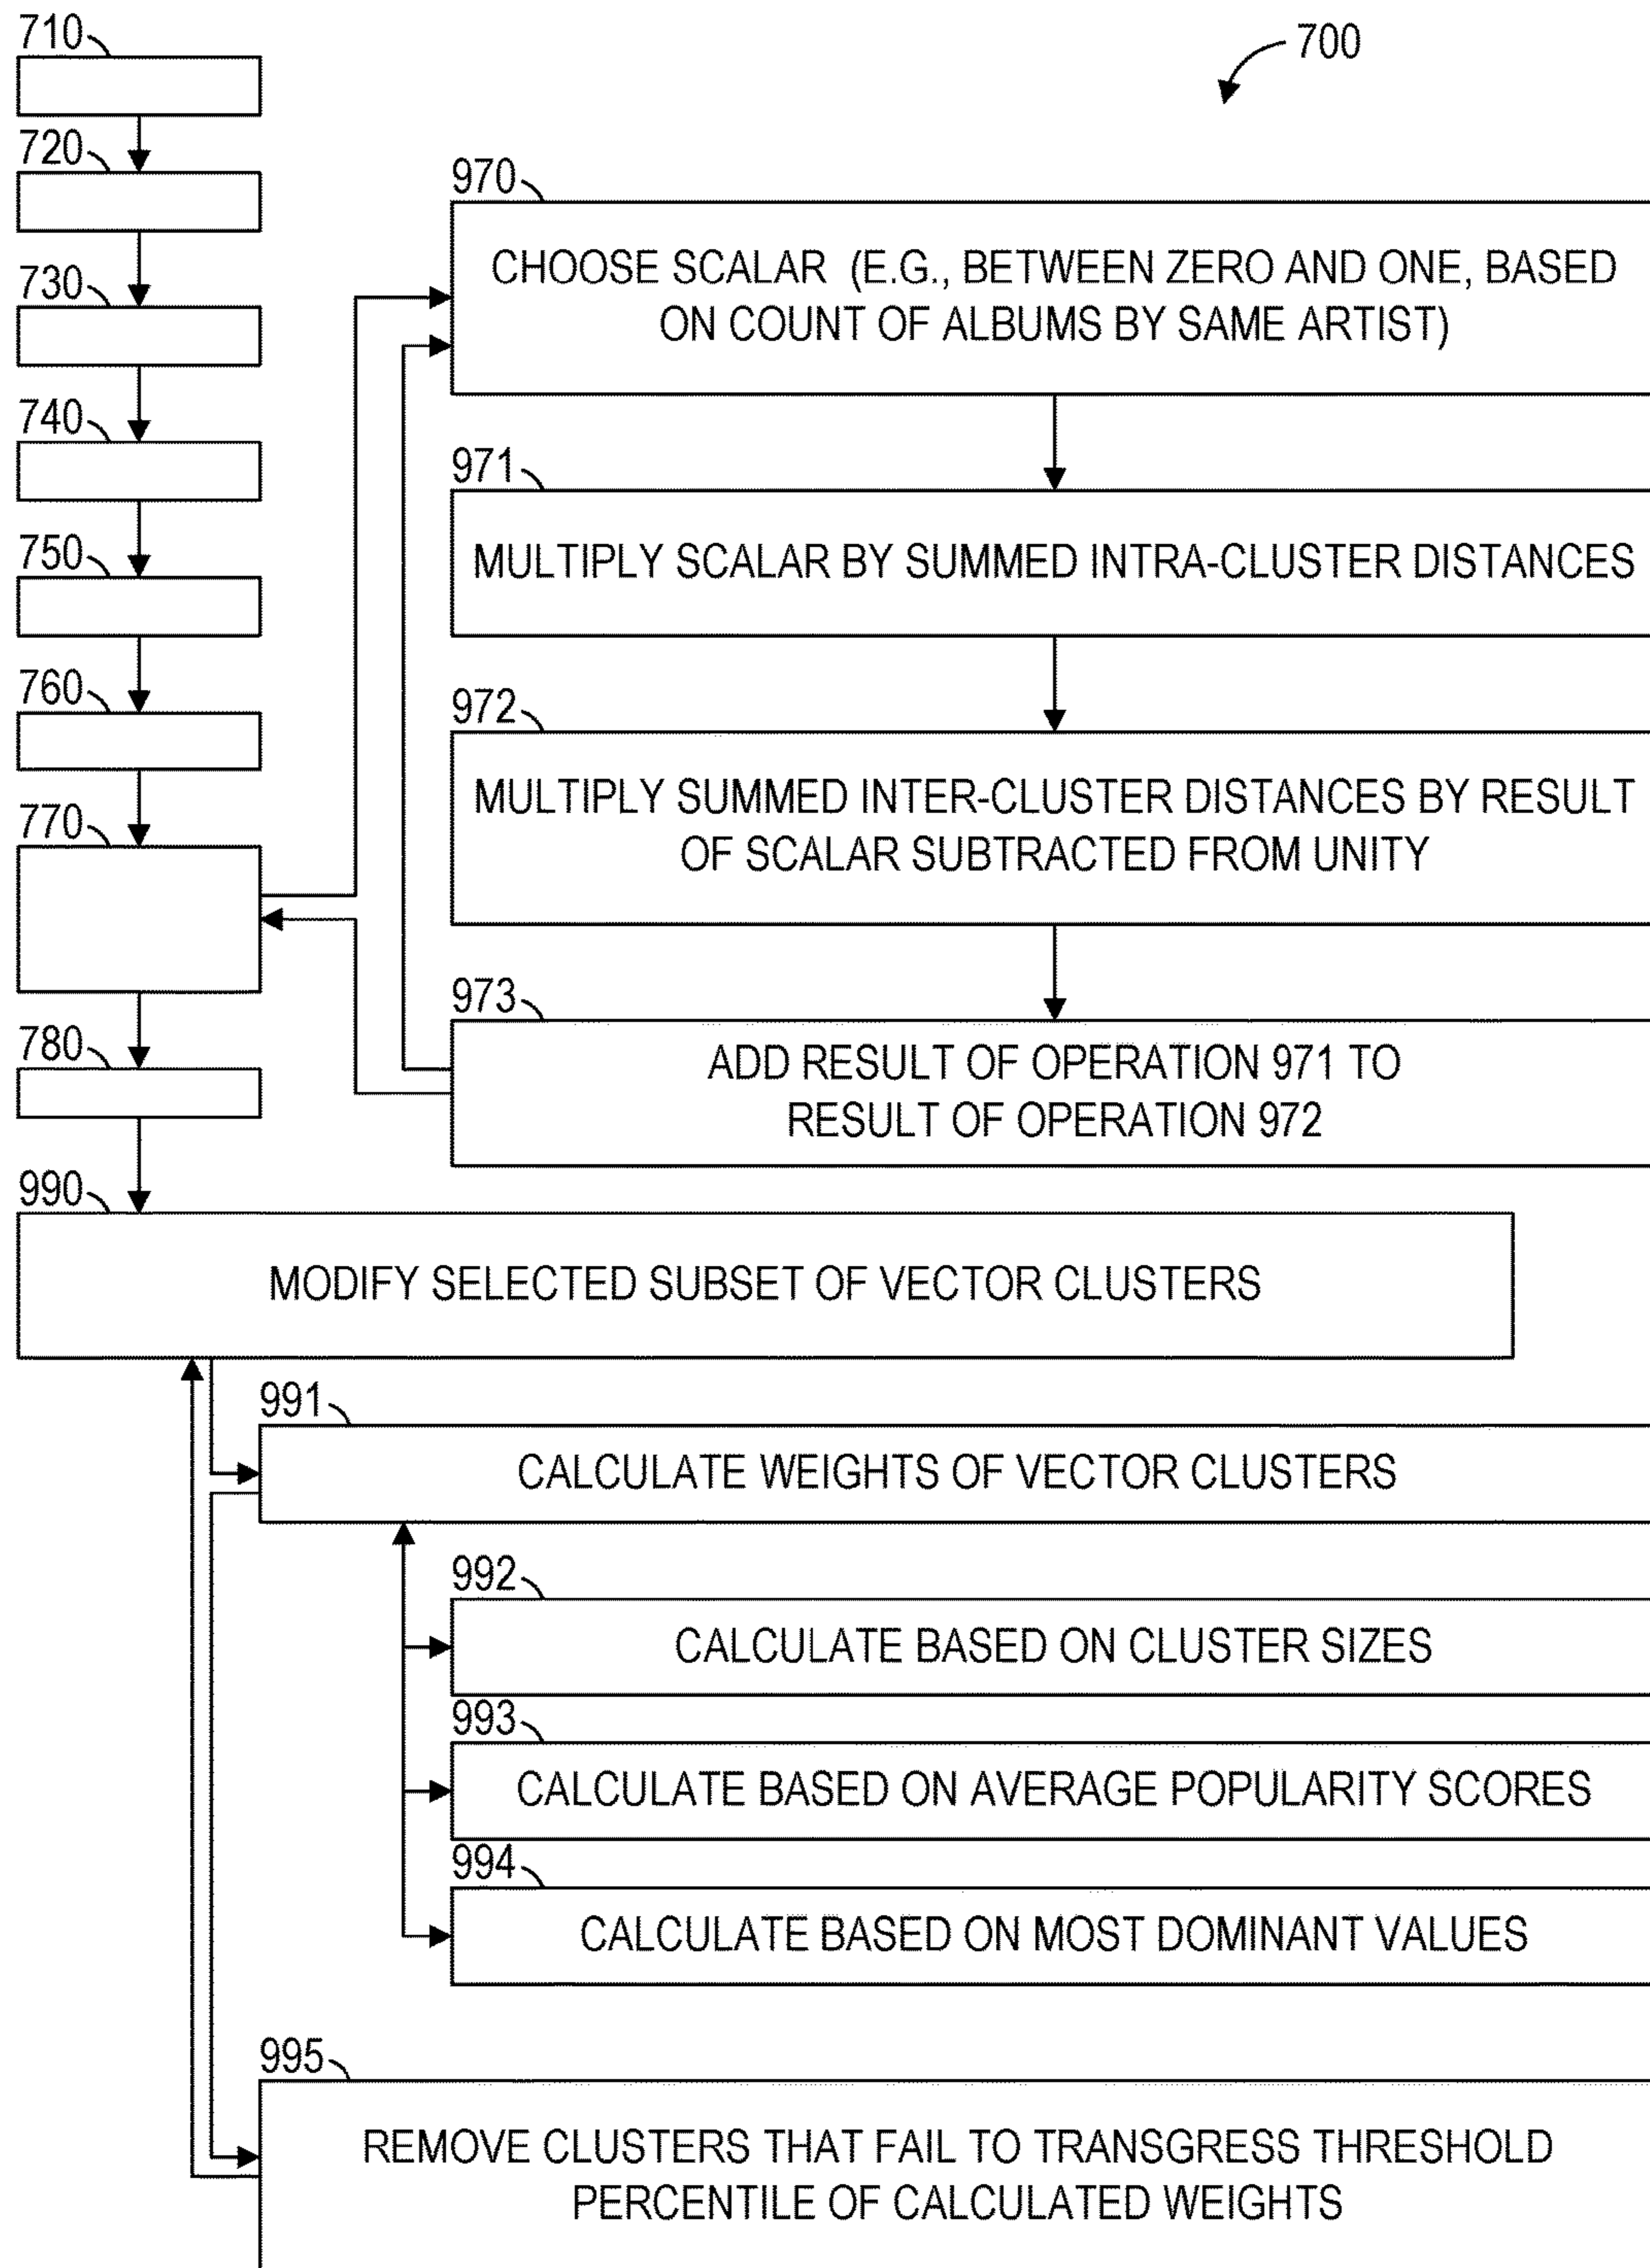 710
700
720
970
CHOOSE SCALAR (E.G., BETWEEN ZERO AND ONE, BASED
ON COUNT OF ALBUMS BY SAME ARTIST)
730
740
971
MULTIPLY SCALAR BY SUMMED INTRA-CLUSTER DISTANCES
750
760
972
MULTIPLY SUMMED INTER-CLUSTER DISTANCES BY RESULT
OF SCALAR SUBTRACTED FROM UNITY
770
973
ADD RESULT OF OPERATION 971 TO
RESULT OF OPERATION 972
780
990
MODIFY SELECTED SUBSET OF VECTOR CLUSTERS
991
CALCULATE WEIGHTS OF VECTOR CLUSTERS
992
CALCULATE BASED ON CLUSTER SIZES
993
CALCULATE BASED ON AVERAGE POPULARITY SCORES
994
CALCULATE BASED ON MOST DOMINANT VALUES
995
REMOVE CLUSTERS THAT FAIL TO TRANSGRESS THRESHOLD
PERCENTILE OF CALCULATED WEIGHTS